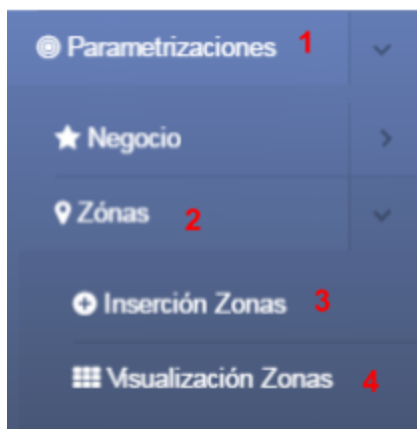 Parametrizaciones 1
Negocio
Zónas 2
Inserción Zonas 3
Visualización Zonas 4